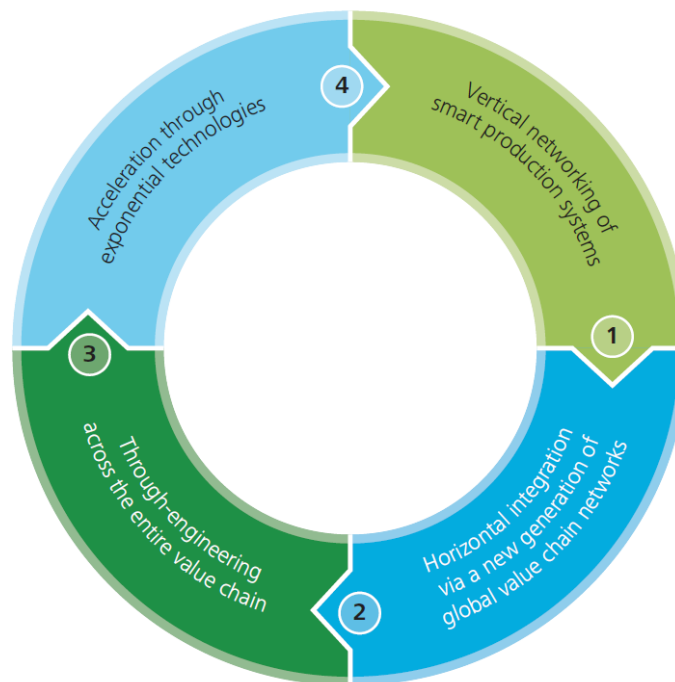 Vertical networking of
smart production systems
1
Horizontal integration
via a new generation of
global value chain networks
2
Through-engineering
across the entire value chain
3
Acceleration through
exponential technologies
4